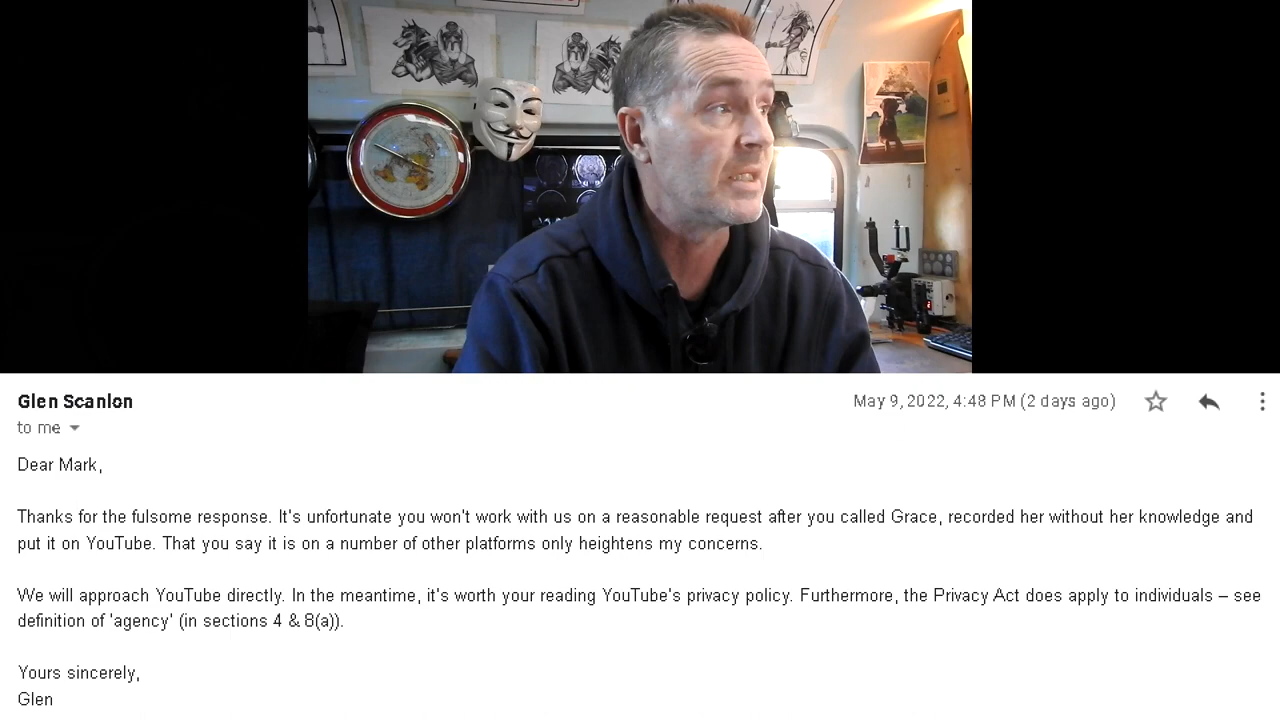 Glen Scanlon
May 9, 2022, 4:48 PM (2 days ago)
to me
Dear Mark,
Thanks for the fulsome response. It's unfortunate you won't work with us on a reasonable request after you called Grace, recorded her without her knowledge and
put it on YouTube. That you say it is on a number of other platforms only heightens my concerns.
We will approach YouTube directly. In the meantime, it's worth your reading YouTube's privacy policy. Furthermore, the Privacy Act does apply to individuals – see
definition of 'agency' (in sections 4 & 8(a)).
Yours sincerely,
Glen